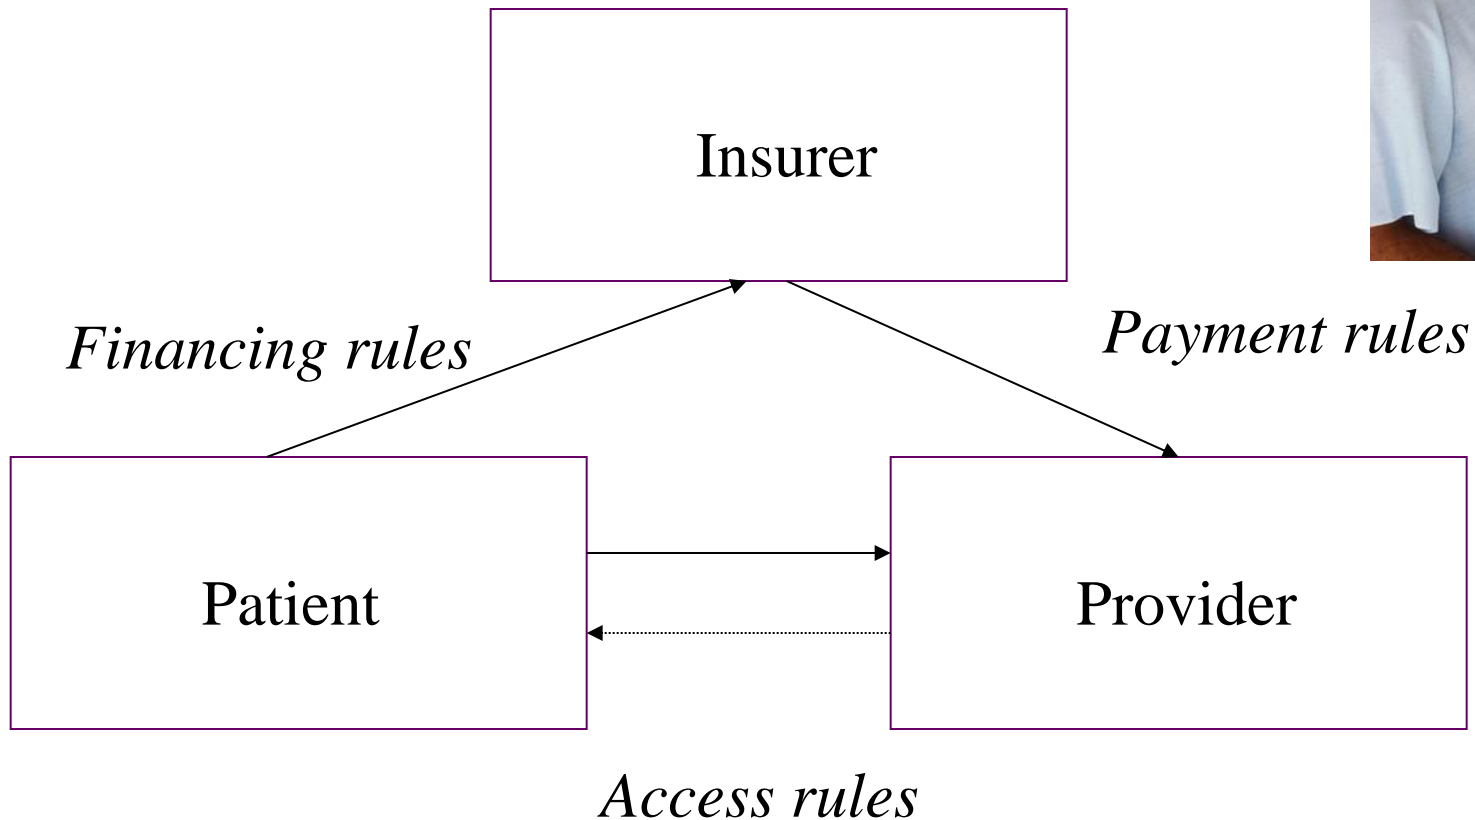 Insurer
Financing rules
Payment rules
Patient
Provider
Access rules